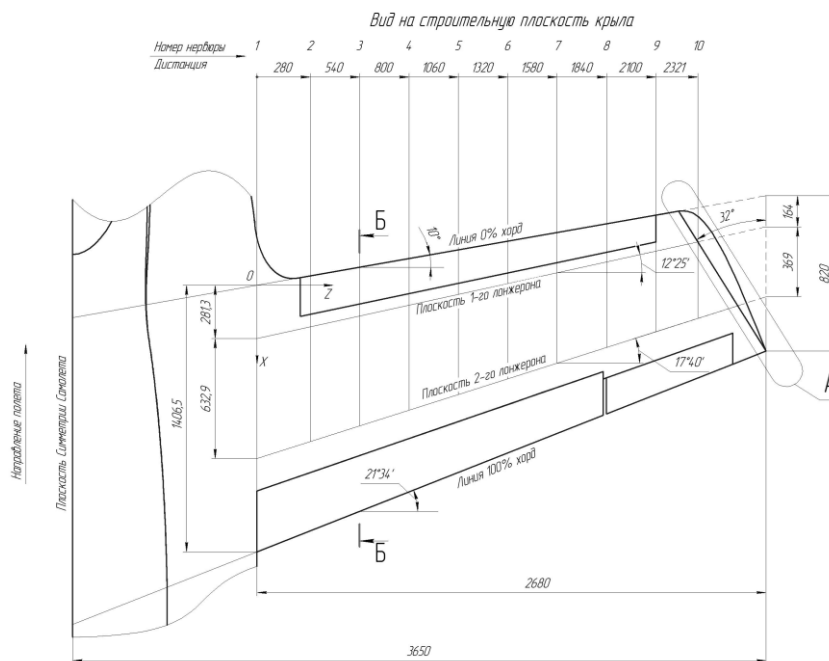 Вид на строительную плоскость крыла
Номер нервюры 1 2 3 4 5 6 7 8 9 10
Дистанция 280 540 800 1060 1320 1580 1840 2100 2321
Б
Линия 0% хорд
10°
32°
164
369
820
12°25'
О
Z
X
Плоскость 1-го лонжерона
281,3
632,9
1406,5
Плоскость 2-го лонжерона
17°40'
А
Направление полета
Плоскость Симметрии Самолета
21°34'
Линия 100% хорд
Б
2680
3650